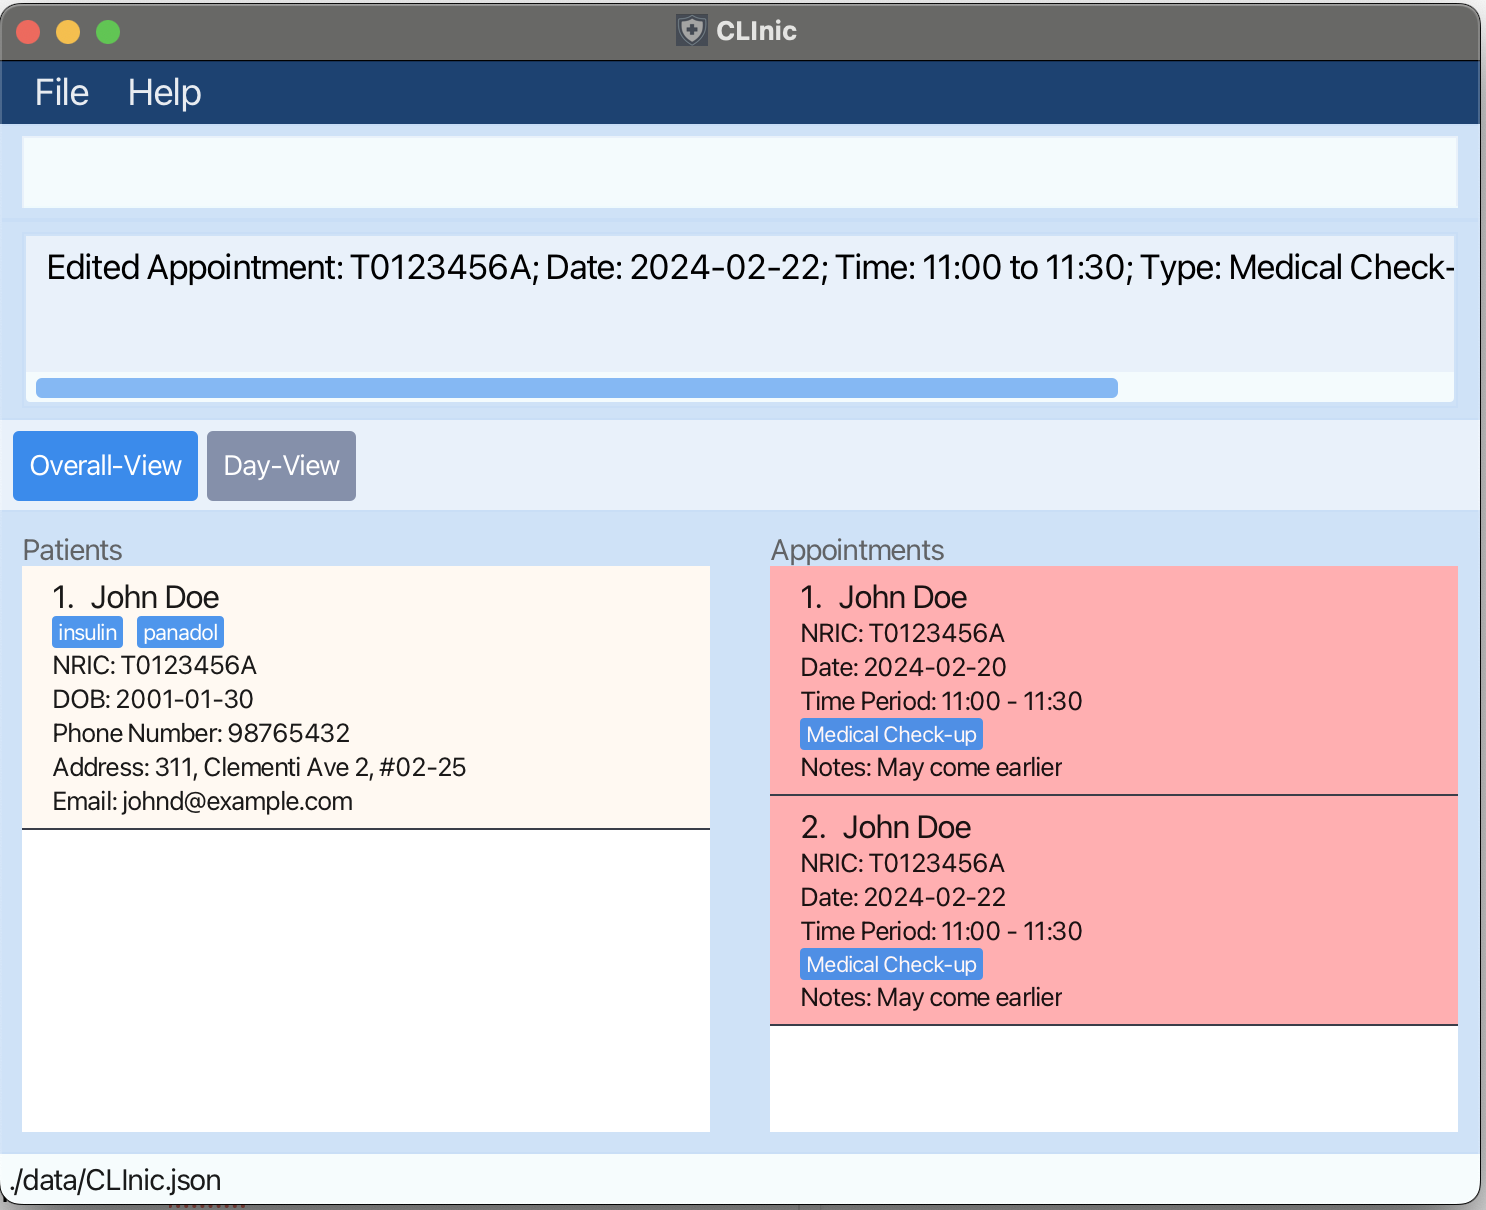 CLInic
File Help
Edited Appointment: T0123456A; Date: 2024-02-22; Time: 11:00 to 11:30; Type: Medical Check-
Overall-View Day-View
Patients
1. John Doe
insulin panadol
NRIC: T0123456A
DOB: 2001-01-30
Phone Number: 98765432
Address: 311, Clementi Ave 2, #02-25
Email: johnd@example.com
Appointments
1. John Doe
NRIC: T0123456A
Date: 2024-02-20
Time Period: 11:00 - 11:30
Medical Check-up
Notes: May come earlier
2. John Doe
NRIC: T0123456A
Date: 2024-02-22
Time Period: 11:00 - 11:30
Medical Check-up
Notes: May come earlier
./data/CLInic.json